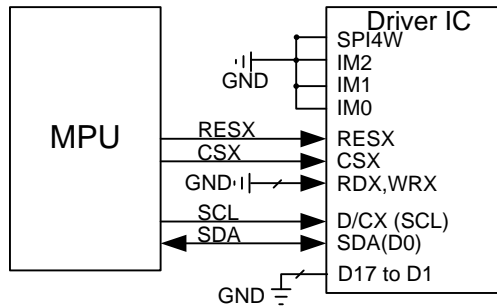 Driver IC
SPI4W
IM2
GND
IM1
IM0
MPU
RESX
RESX
CSX
CSX
GND
RDX,WRX
SCL
D/CX (SCL)
SDA
SDA(D0)
D17 to D1
GND